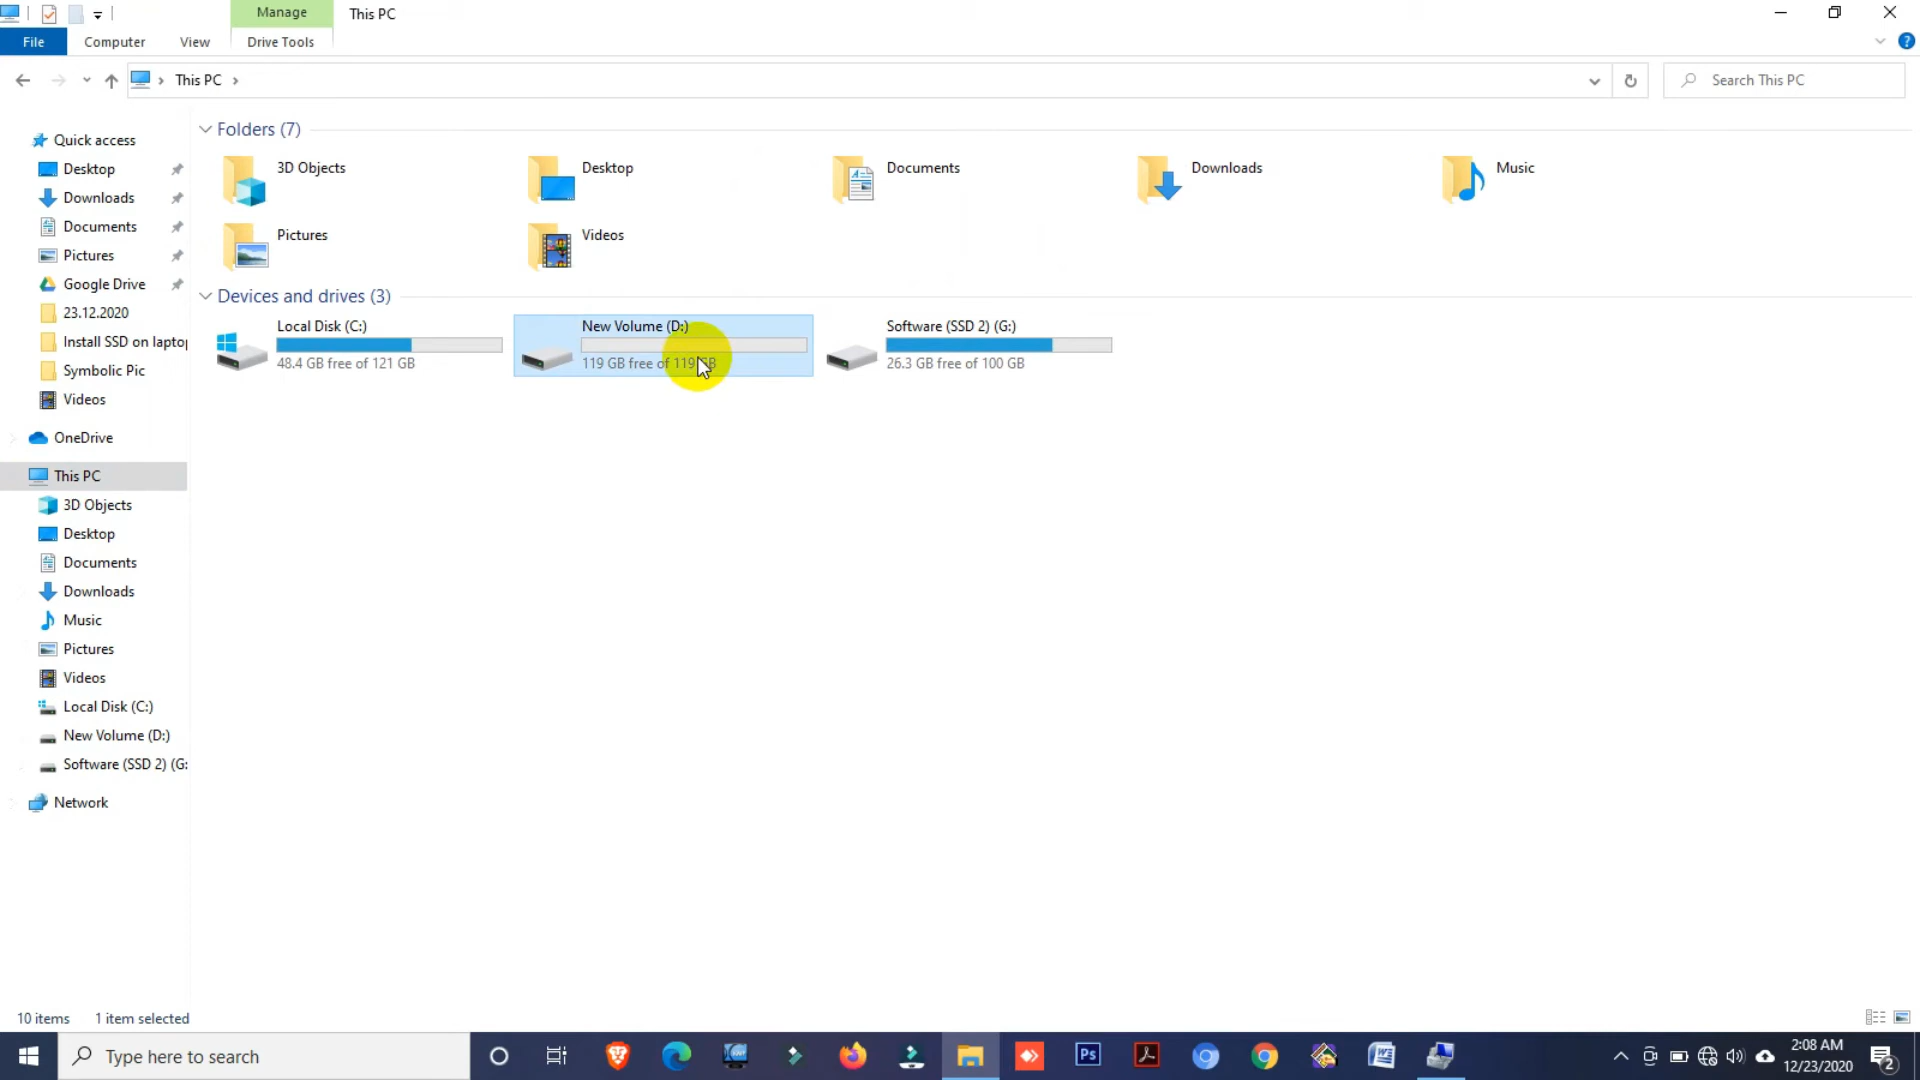 Manage
This PC
File
Computer
View
Drive Tools
This PC
Search This PC
Quick access
Desktop
Downloads
Documents
Pictures
Google Drive
23.12.2020
Install SSD on lapto
Symbolic Pic
Videos
OneDrive
This PC
3D Objects
Desktop
Documents
Downloads
Music
Pictures
Videos
Local Disk (C:)
New Volume (D:)
Software (SSD 2) (G:
Network
Folders (7)
3D Objects
Desktop
Documents
Downloads
Music
Pictures
Videos
Devices and drives (3)
Local Disk (C:)
48.4 GB free of 121 GB
New Volume (D:)
119 GB free of 119 GB
Software (SSD 2) (G:)
26.3 GB free of 100 GB
10 items
1 item selected
Type here to search
Ps
2:08 AM
12/23/2020
2